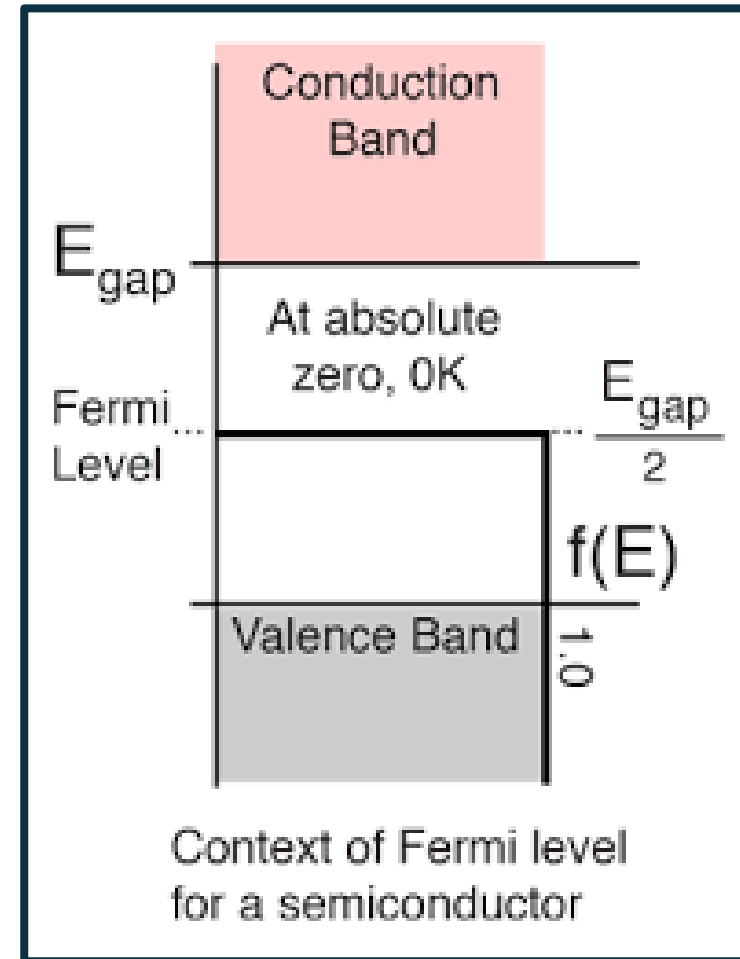 Conduction
Band
E_gap
At absolute
zero, 0K
Fermi
Level
E_gap
2
f(E)
Valence Band
1.0
Context of Fermi level
for a semiconductor